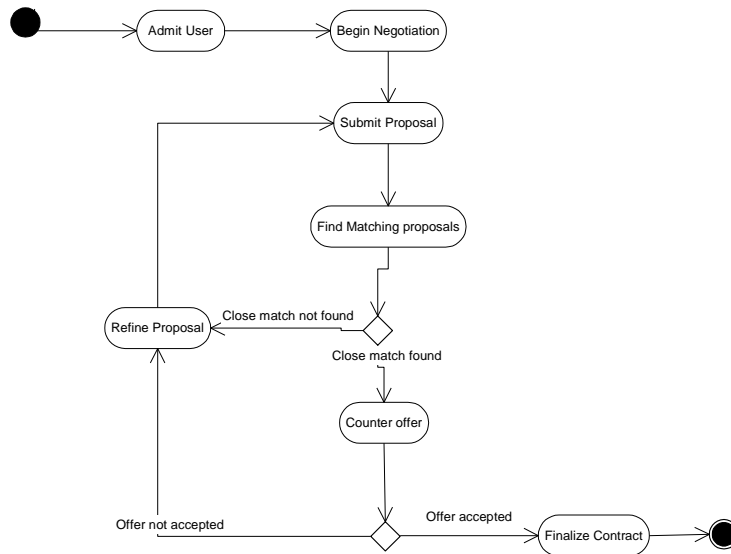 Admit User
Begin Negotiation
Submit Proposal
Find Matching proposals
Close match not found
Refine Proposal
Close match found
Counter offer
Offer not accepted
Offer accepted
Finalize Contract